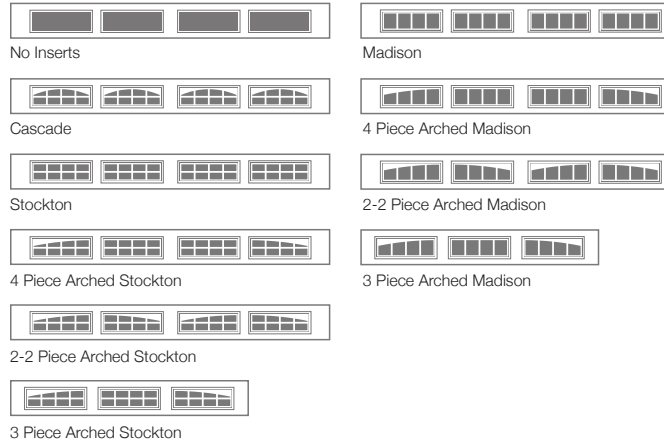 No Inserts
Cascade
Stockton
4 Piece Arched Stockton
2-2 Piece Arched Stockton
3 Piece Arched Stockton
Madison
4 Piece Arched Madison
2-2 Piece Arched Madison
3 Piece Arched Madison